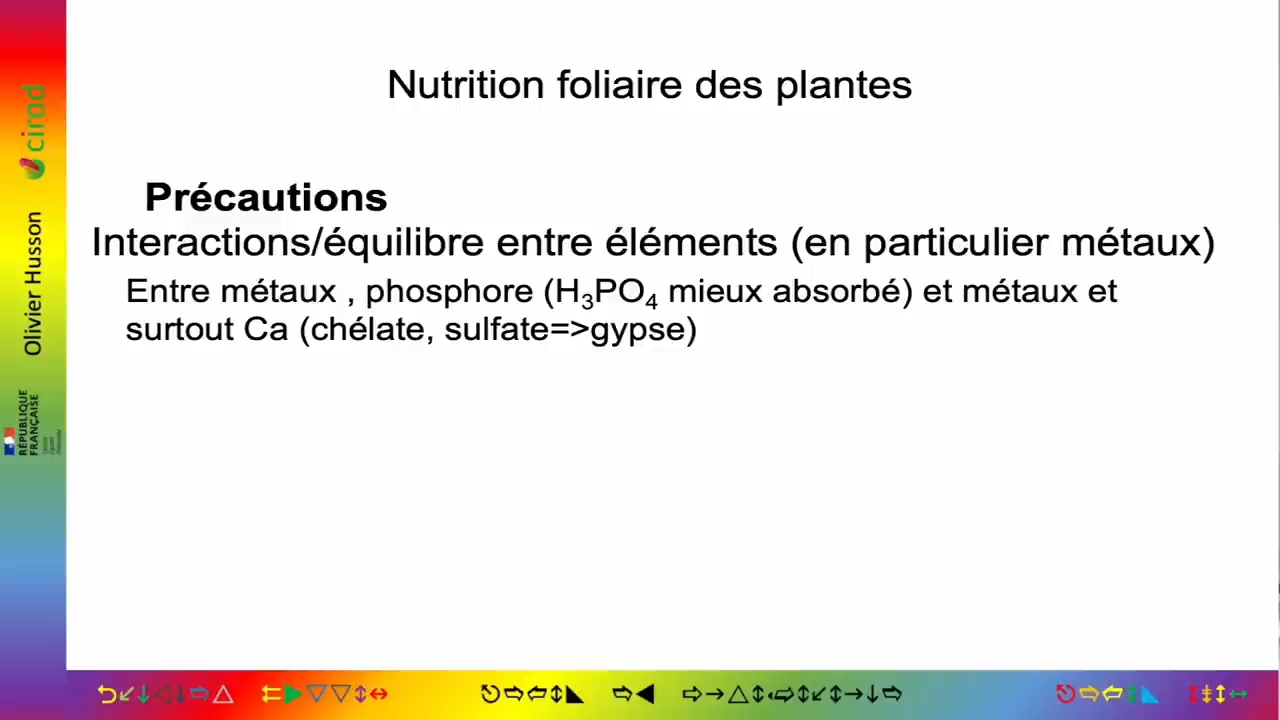 Nutrition foliaire des plantes
Précautions
Interactions/équilibre entre éléments (en particulier métaux)
Entre métaux , phosphore (H₃PO₄ mieux absorbé) et métaux et
surtout Ca (chélate, sulfate=>gypse)
cirad
Olivier Husson
RÉPUBLIQUE
FRANÇAISE